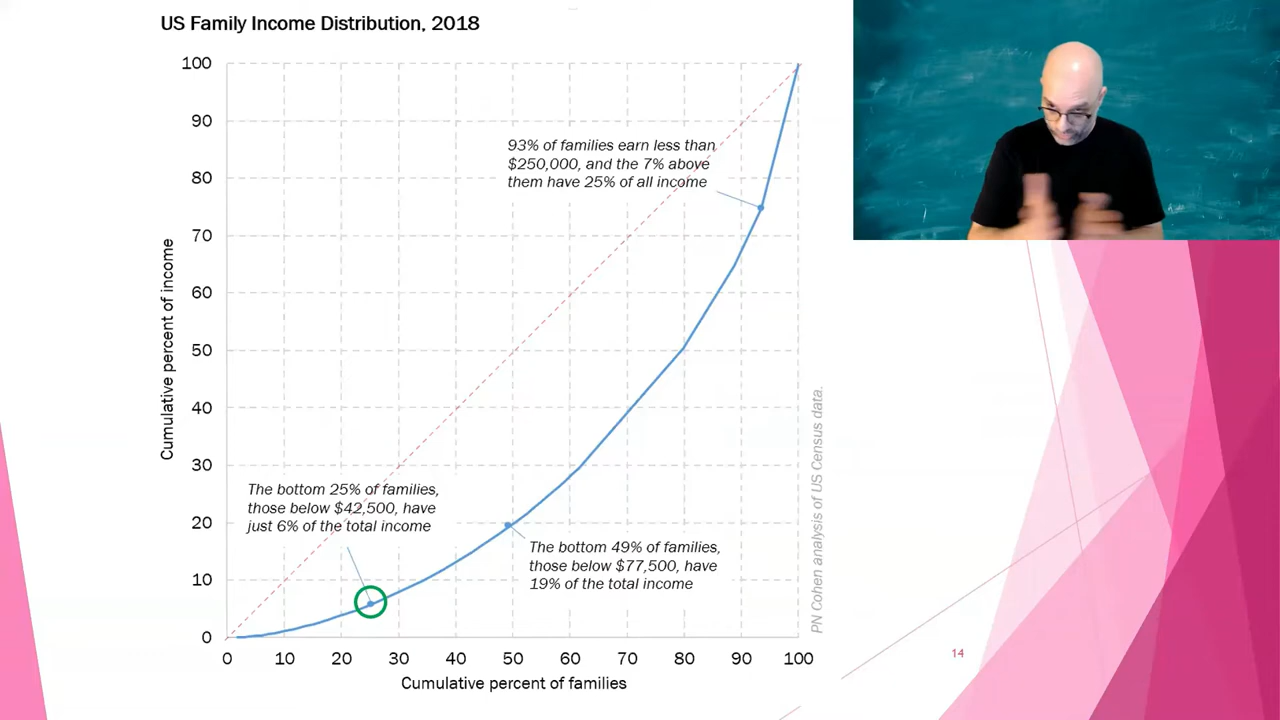 US Family Income Distribution, 2018
100
90
80
70
60
50
40
30
20
10
0
Cumulative percent of income
93% of families earn less than
$250,000, and the 7% above
them have 25% of all income
The bottom 25% of families,
those below $42,500, have
just 6% of the total income
The bottom 49% of families,
those below $77,500, have
19% of the total income
0 10 20 30 40 50 60 70 80 90 100
Cumulative percent of families
PN Cohen analysis of US Census data.
14